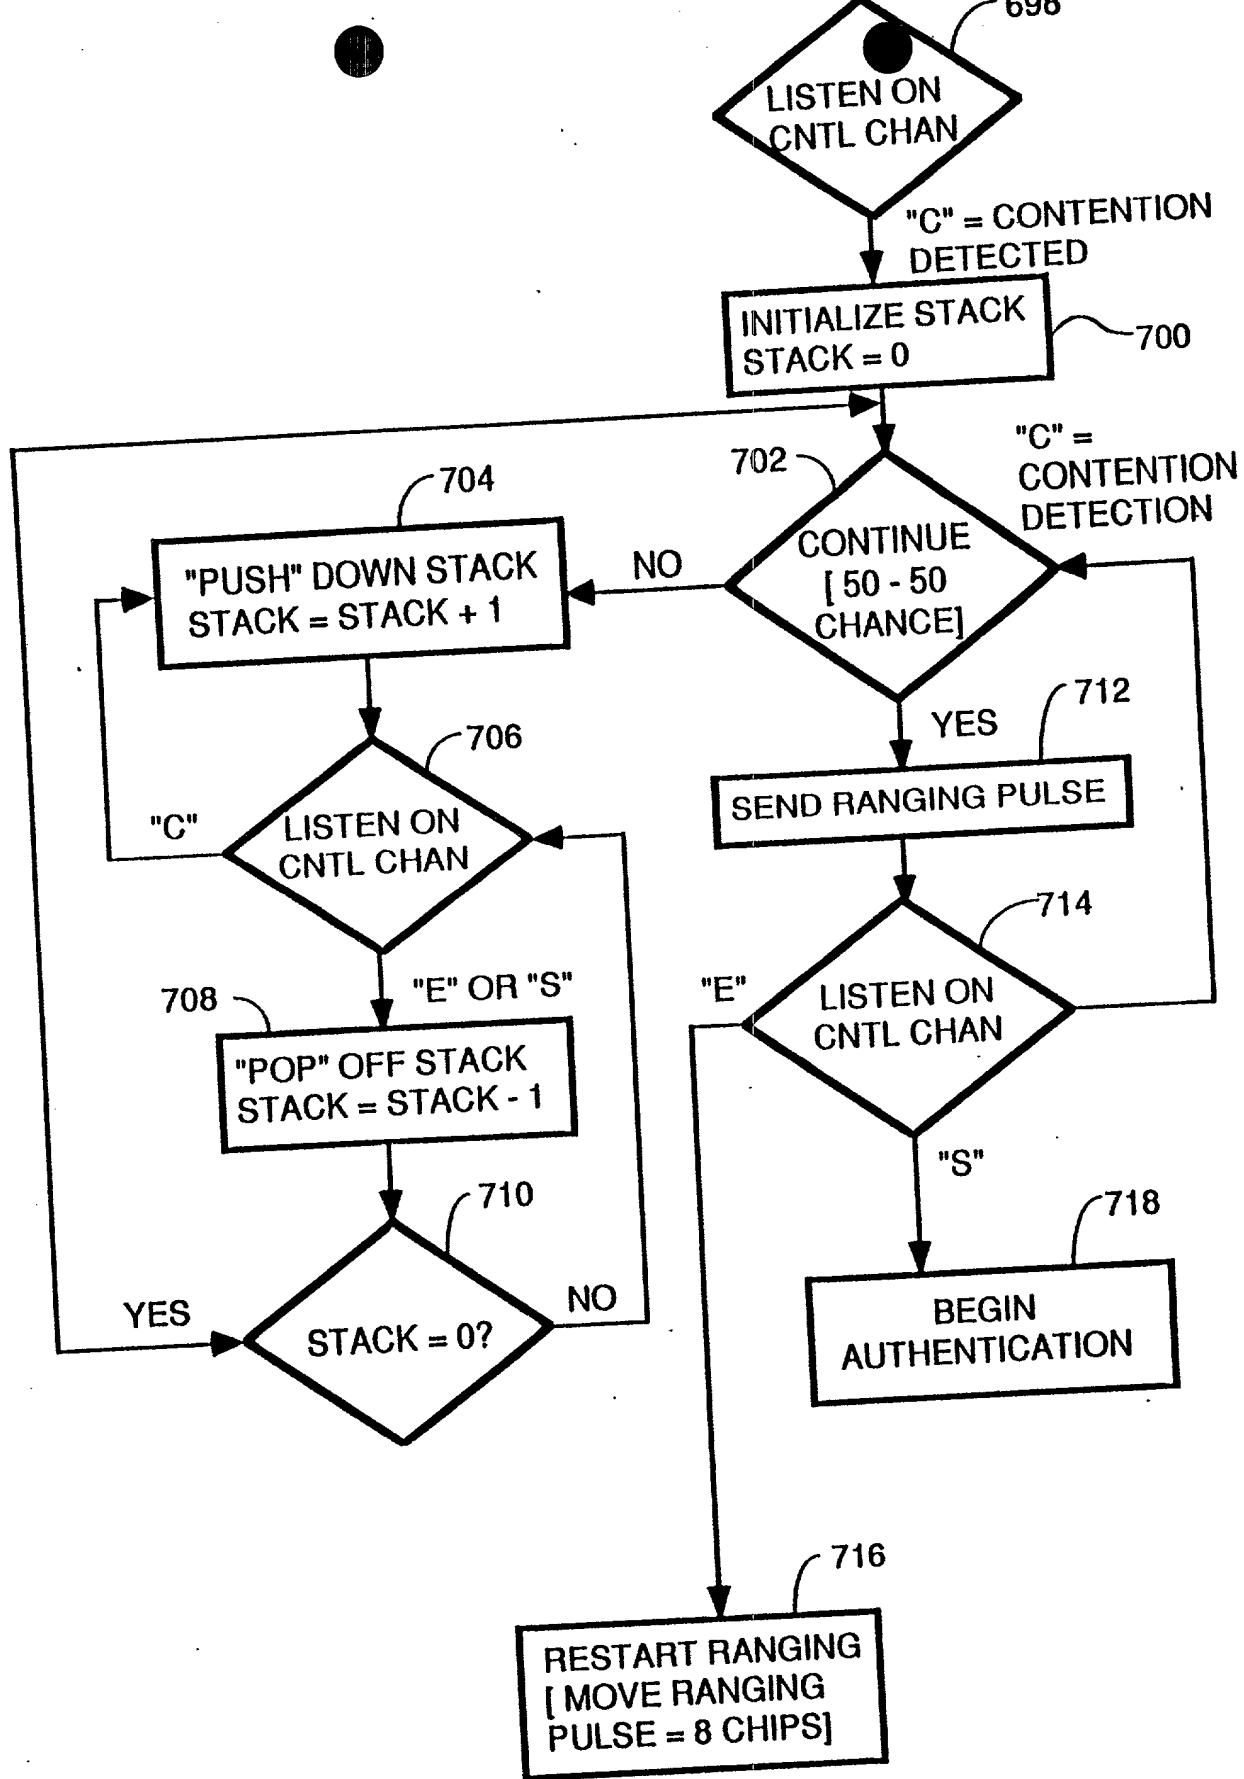 698
LISTEN ON
CNTL CHAN
"C" = CONTENTION
DETECTED
INITIALIZE STACK
STACK = 0
700
"C" =
CONTENTION
DETECTION
702
CONTINUE
[ 50 - 50
CHANCE]
NO
YES
704
"PUSH" DOWN STACK
STACK = STACK + 1
706
LISTEN ON
CNTL CHAN
"C"
"E" OR "S"
708
"POP" OFF STACK
STACK = STACK - 1
710
STACK = 0?
YES
NO
712
SEND RANGING PULSE
714
LISTEN ON
CNTL CHAN
"E"
"S"
718
BEGIN
AUTHENTICATION
716
RESTART RANGING
[ MOVE RANGING
PULSE = 8 CHIPS]